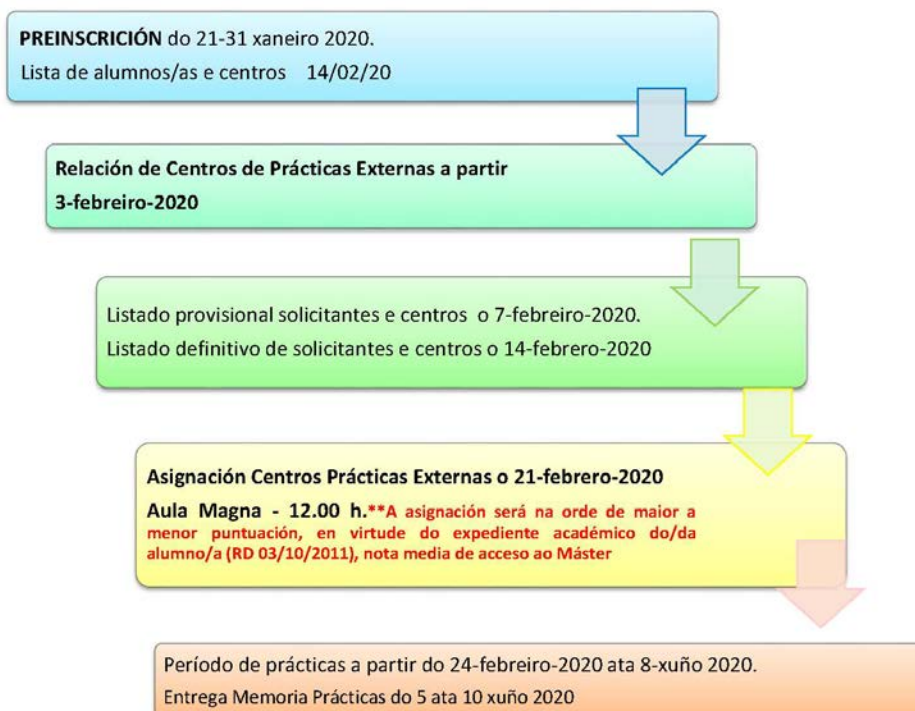 PREINSCRICIÓN do 21-31 xaneiro 2020.
Lista de alumnos/as e centros 14/02/20
Relación de Centros de Prácticas Externas a partir
3-febreiro-2020
Listado provisional solicitantes e centros o 7-febreiro-2020.
Listado definitivo de solicitantes e centros o 14-febrero-2020
Asignación Centros Prácticas Externas o 21-febrero-2020
Aula Magna - 12.00 h.**A asignación será na orde de maior a
menor puntuación, en virtude do expediente académico do/da
alumno/a (RD 03/10/2011), nota media de acceso ao Máster
Período de prácticas a partir do 24-febreiro-2020 ata 8-xuño 2020.
Entrega Memoria Prácticas do 5 ata 10 xuño 2020